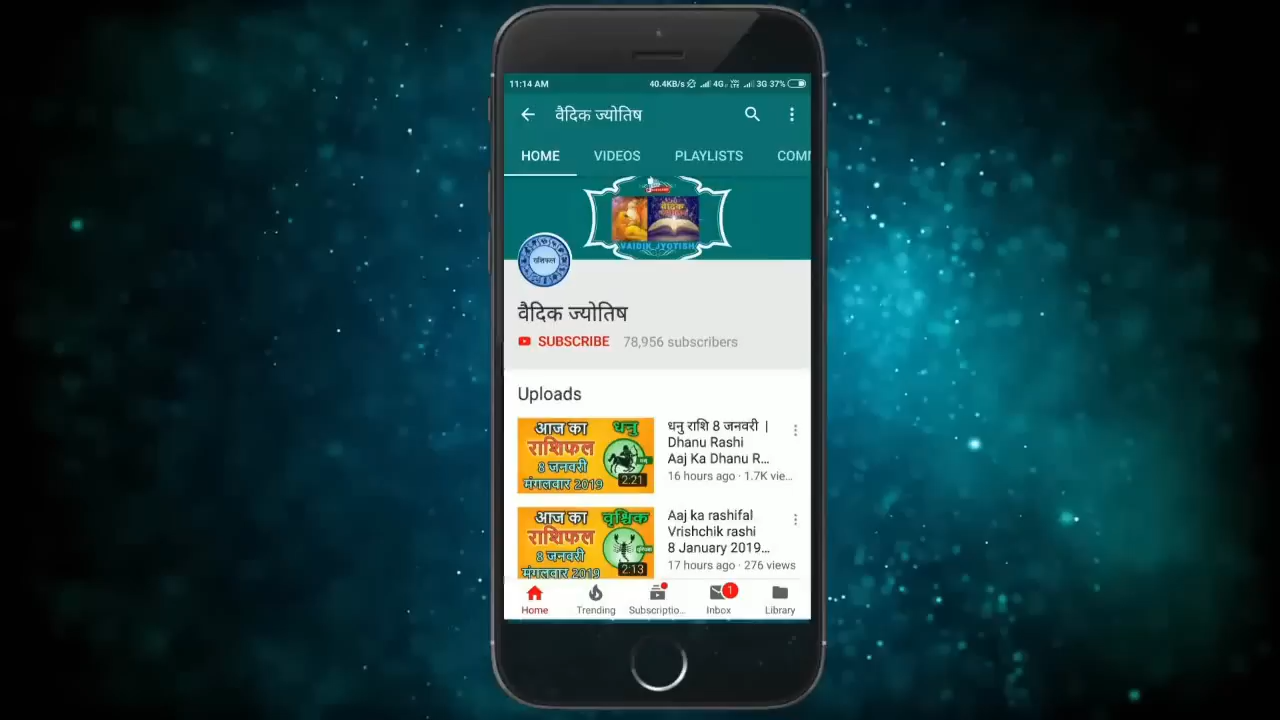 11:14 AM
40.4KB/s 4G VoLTE 3G 37%
वैदिक ज्योतिष
HOME VIDEOS PLAYLISTS COMM
वैदिक
VAIDIK JYOTISH
राशिफल
वैदिक ज्योतिष
SUBSCRIBE 78,956 subscribers
Uploads
आज का धनु
राशिफल
8 जनवरी
मंगलवार 2019
2:21
धनु राशि 8 जनवरी |
Dhanu Rashi
Aaj Ka Dhanu R...
16 hours ago · 1.7K vie...
आज का वृश्चिक
राशिफल
8 जनवरी
मंगलवार 2019
2:13
Aaj ka rashifal
Vrishchik rashi
8 January 2019...
17 hours ago · 276 views
1
Home Trending Subscriptio... Inbox Library